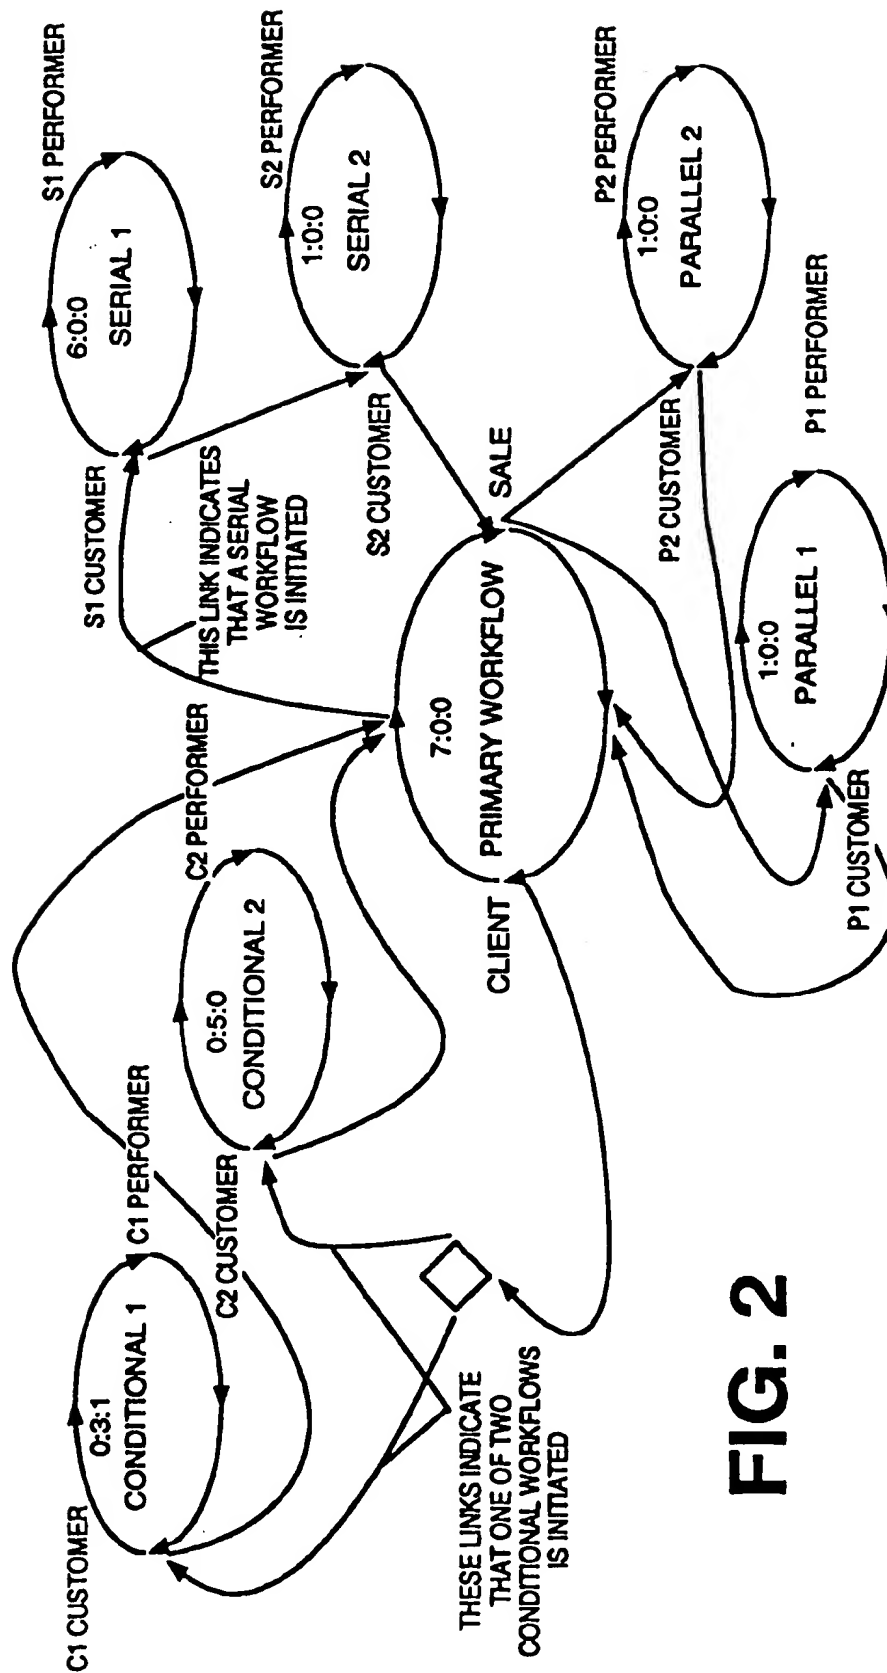 C1 CUSTOMER
0:3:1
CONDITIONAL 1
C1 PERFORMER
C2 CUSTOMER
0:5:0
CONDITIONAL 2
C2 PERFORMER
THIS LINK INDICATES
THAT A SERIAL
WORKFLOW
IS INITIATED
S1 CUSTOMER
6:0:0
SERIAL 1
S1 PERFORMER
S2 CUSTOMER
1:0:0
SERIAL 2
S2 PERFORMER
THESE LINKS INDICATE
THAT ONE OF TWO
CONDITIONAL WORKFLOWS
IS INITIATED
CLIENT
7:0:0
PRIMARY WORKFLOW
SALE
P2 CUSTOMER
1:0:0
PARALLEL 2
P2 PERFORMER
P1 CUSTOMER
1:0:0
PARALLEL 1
P1 PERFORMER
FIG. 2